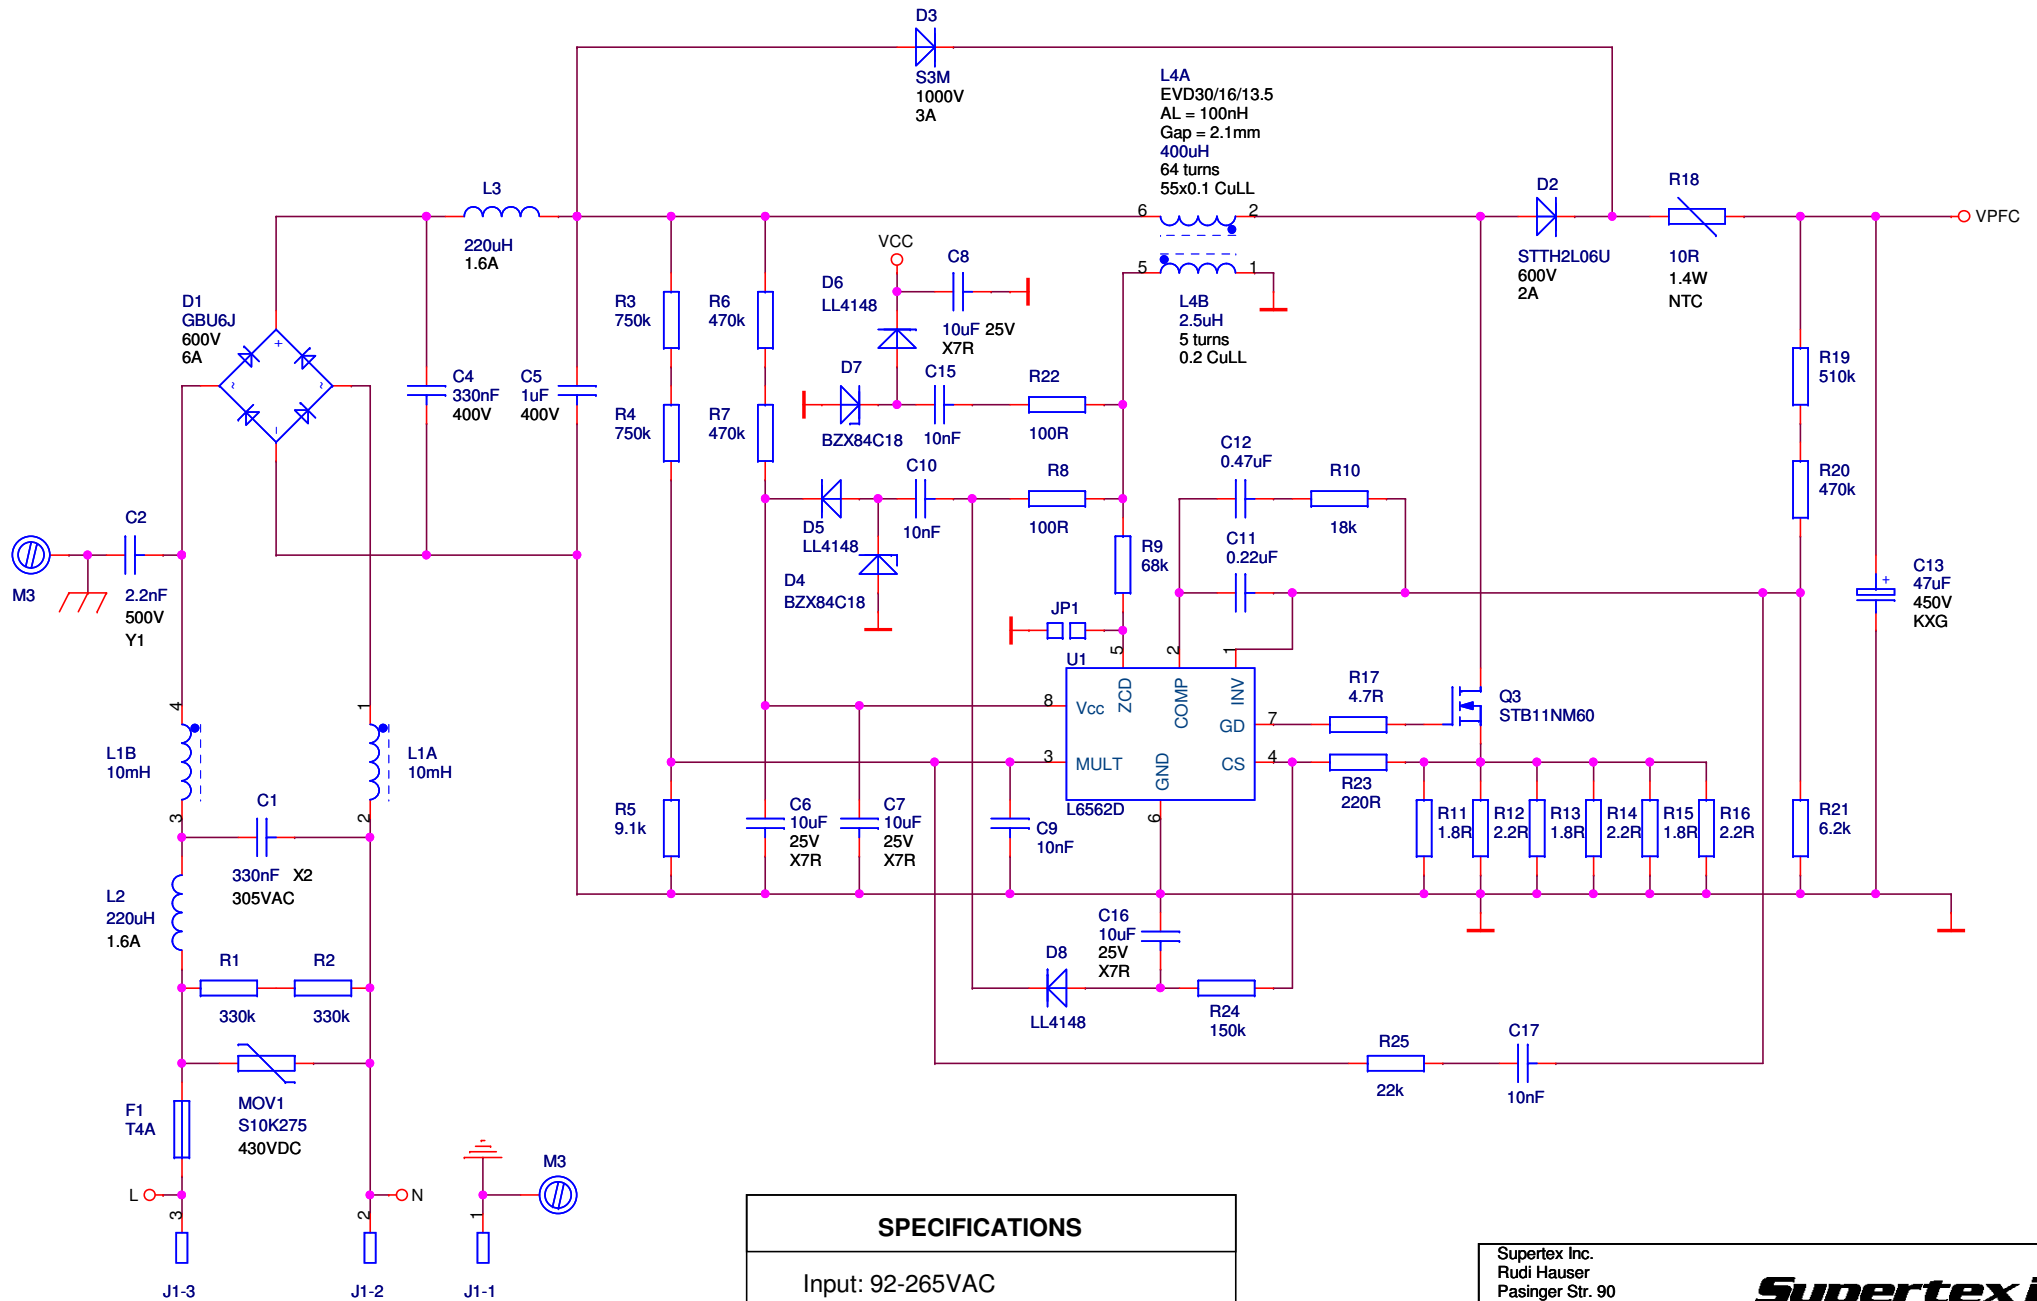 D3
S3M
1000V
3A
L4A
EVD30/16/13.5
AL = 100nH
Gap = 2.1mm
400uH
64 turns
55x0.1 CuLL
6
2
5
1
L4B
2.5uH
5 turns
0.2 CuLL
D2
STTH2L06U
600V
2A
R18
10R
1.4W
NTC
VPFC
L3
220uH
1.6A
D1
GBU6J
600V
6A
+
~
~
-
C4
330nF
400V
C5
1uF
400V
R3
750k
R6
470k
R4
750k
R7
470k
VCC
C8
10uF 25V
X7R
D6
LL4148
D7
BZX84C18
C15
10nF
R22
100R
C10
10nF
R8
100R
D5
LL4148
D4
BZX84C18
R9
68k
JP1
C12
0.47uF
R10
18k
C11
0.22uF
R19
510k
R20
470k
C13
+
47uF
450V
KXG
M3
C2
2.2nF
500V
Y1
U1
5
2
1
ZCD
COMP
INV
8
Vcc
3
MULT
GND
6
GD
7
CS
4
L6562D
R17
4.7R
Q3
STB11NM60
R23
220R
R11
1.8R
R12
2.2R
R13
1.8R
R14
2.2R
R15
1.8R
R16
2.2R
R21
6.2k
4
1
L1B
10mH
L1A
10mH
3
2
C1
330nF X2
305VAC
R5
9.1k
C6
10uF
25V
X7R
C7
10uF
25V
X7R
C9
10nF
L2
220uH
1.6A
R1
330k
R2
330k
C16
10uF
25V
X7R
D8
LL4148
R24
150k
R25
22k
C17
10nF
MOV1
S10K275
430VDC
F1
T4A
L
N
M3
3
2
1
J1-3
J1-2
J1-1
SPECIFICATIONS
Input: 92-265VAC
Supertex Inc.
Rudi Hauser
Pasinger Str. 90
Supertex i